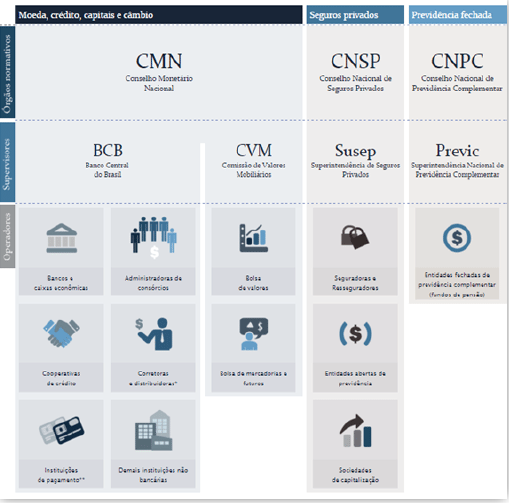 Moeda, crédito, capitais e câmbio
Seguros privados
Previdência fechada
Órgãos normativos
CMN
Conselho Monetário
Nacional
CNSP
Conselho Nacional de
Seguros Privados
CNPC
Conselho Nacional de
Previdência Complementar
Supervisores
BCB
Banco Central
do Brasil
CVM
Comissão de Valores
Mobiliários
Susep
Superintendência de Seguros
Privados
Previc
Superintendência Nacional de
Previdência Complementar
Operadores
Bancos e
caixas econômicas
Administradoras de
consórcios
Bolsa
de valores
Seguradoras e
Resseguradores
Entidades fechadas de
previdência complementar
(fundos de pensão)
Cooperativas
de crédito
Corretoras
e distribuidoras*
Bolsa de mercadorias e
futuros
Entidades abertas de
previdência
Instituições
de pagamento**
Demais instituições não
bancárias
Sociedades
de capitalização